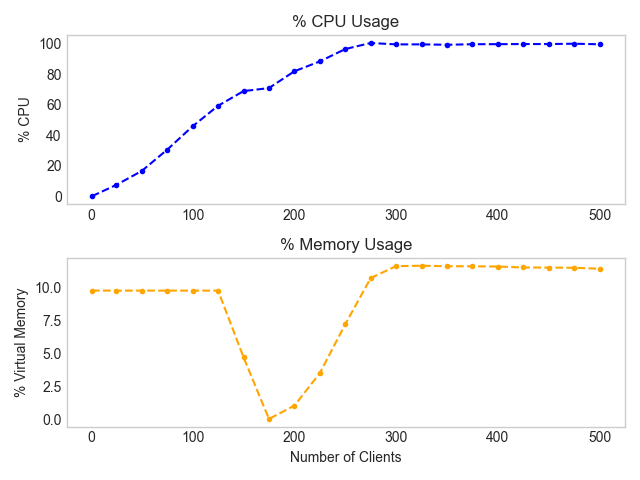 % CPU Usage
100
80
60
40
20
0
% CPU
0 100 200 300 400 500
% Memory Usage
10.0
7.5
5.0
2.5
0.0
% Virtual Memory
0 100 200 300 400 500
Number of Clients